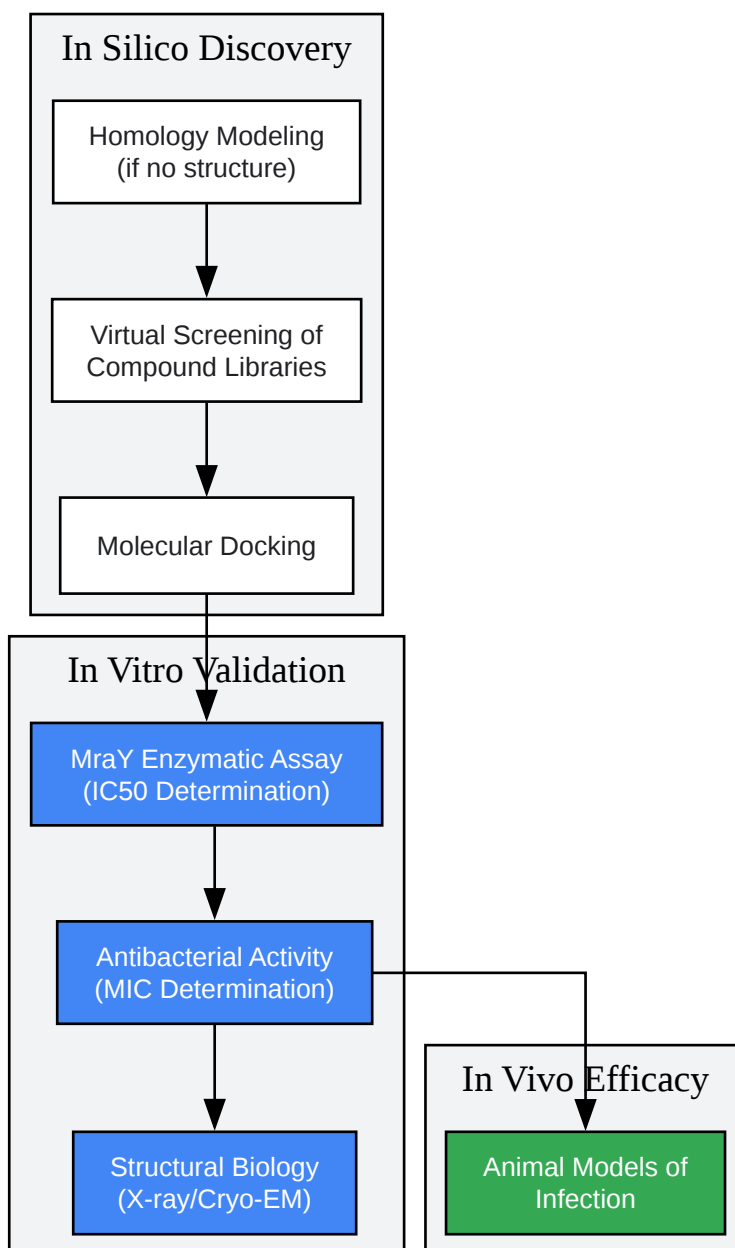 In Silico Discovery
Homology Modeling
(if no structure)
Virtual Screening of
Compound Libraries
Molecular Docking
In Vitro Validation
MraY Enzymatic Assay
(IC50 Determination)
Antibacterial Activity
(MIC Determination)
Structural Biology
(X-ray/Cryo-EM)
In Vivo Efficacy
Animal Models of
Infection